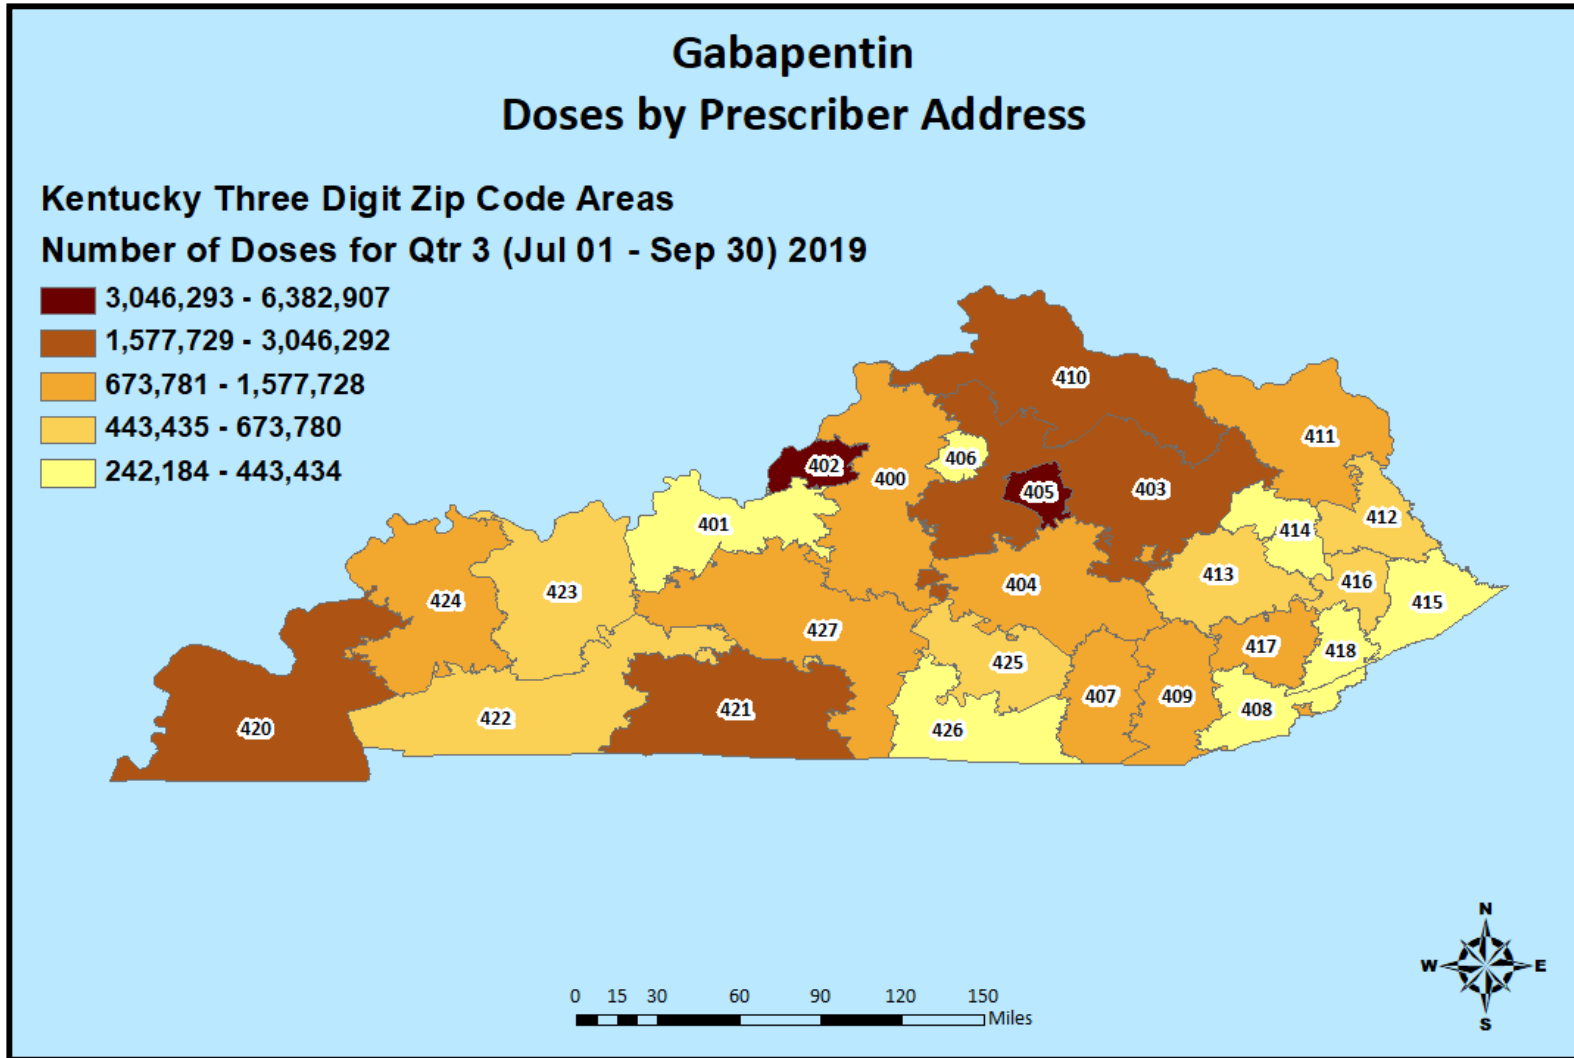 Gabapentin
Doses by Prescriber Address
Kentucky Three Digit Zip Code Areas
Number of Doses for Qtr 3 (Jul 01 - Sep 30) 2019
3,046,293 - 6,382,907
1,577,729 - 3,046,292
673,781 - 1,577,728
443,435 - 673,780
242,184 - 443,434
410
411
406
402
400
405
403
412
401
414
413
416
404
415
424
423
427
417
418
425
407
409
408
421
422
420
426
N
W E
S
0 15 30 60 90 120 150
Miles